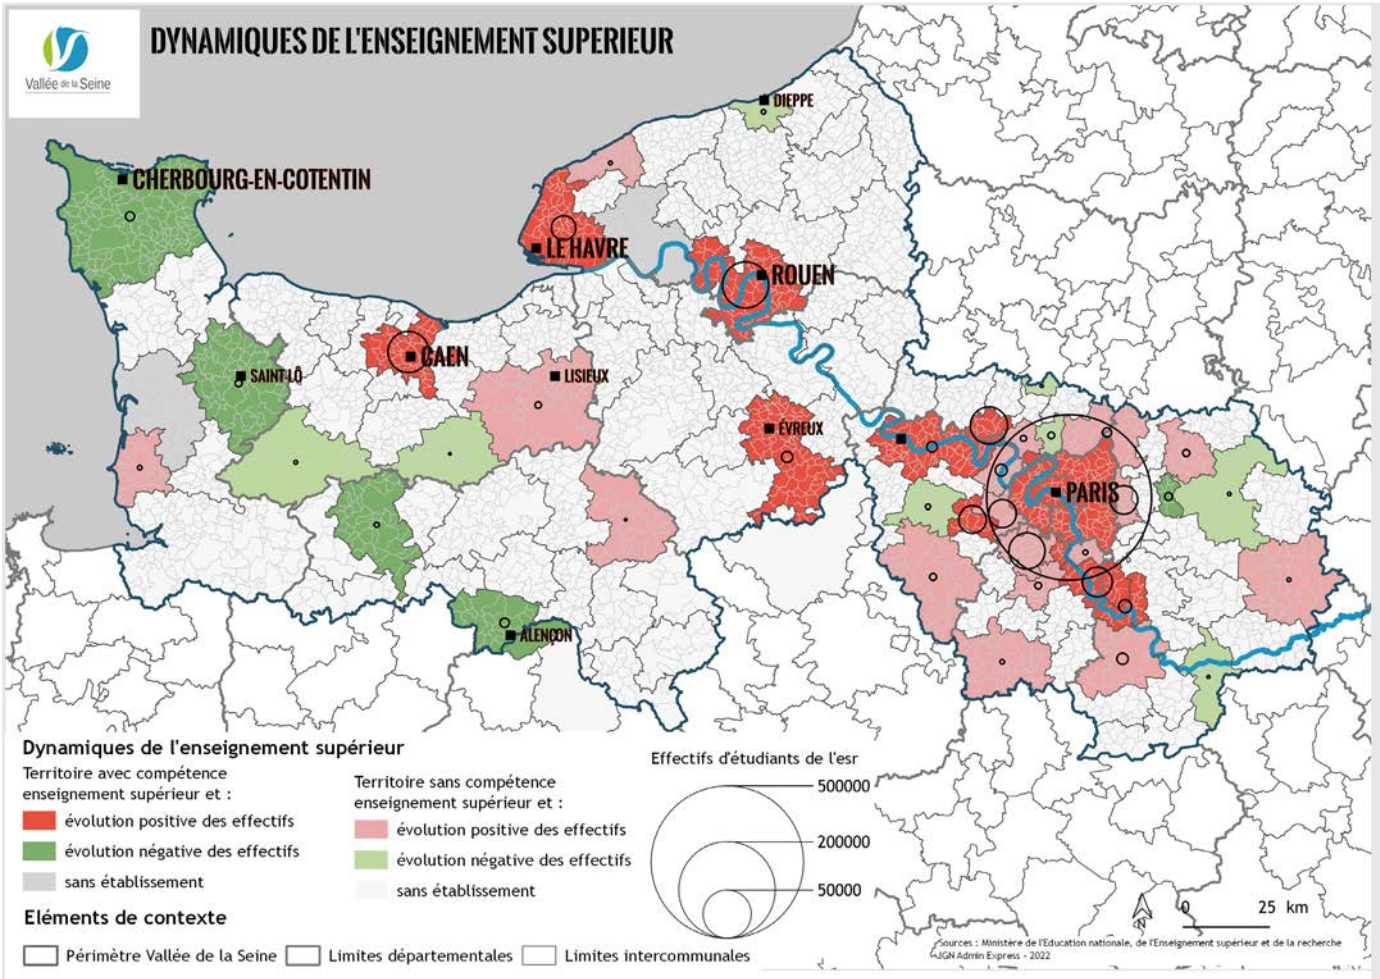 DYNAMIQUES DE L'ENSEIGNEMENT SUPERIEUR
Vallée de la Seine
DIEPPE
CHERBOURG-EN-COTENTIN
LE HAVRE
ROUEN
CAEN
SAINT-LÔ
LISIEUX
ÉVREUX
PARIS
ALENÇON
Dynamiques de l'enseignement supérieur
Territoire avec compétence
enseignement supérieur et :
évolution positive des effectifs
évolution négative des effectifs
sans établissement
Territoire sans compétence
enseignement supérieur et :
évolution positive des effectifs
évolution négative des effectifs
sans établissement
Effectifs d'étudiants de l'esr
500000
200000
50000
Eléments de contexte
Périmètre Vallée de la Seine
Limites départementales
Limites intercommunales
0 25 km
Sources : Ministère de l'Education nationale, de l'Enseignement supérieur et de la recherche
IGN Admin Express - 2022